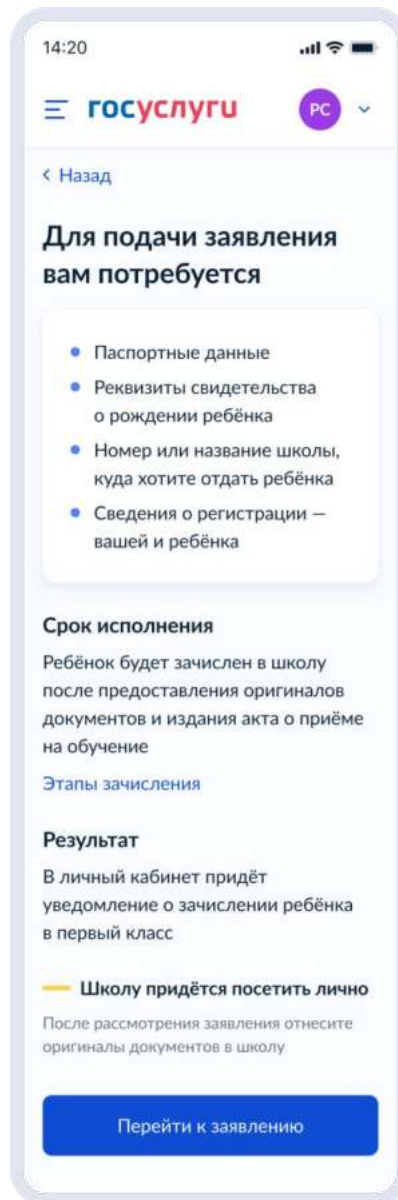 14:20
госуслуги
РС
Назад
Для подачи заявления
вам потребуется
Паспортные данные
Реквизиты свидетельства
о рождении ребёнка
Номер или название школы,
куда хотите отдать ребёнка
Сведения о регистрации —
вашей и ребёнка
Срок исполнения
Ребёнок будет зачислен в школу
после предоставления оригиналов
документов и издания акта о приёме
на обучение
Этапы зачисления
Результат
В личный кабинет придёт
уведомление о зачислении ребёнка
в первый класс
Школу придётся посетить лично
После рассмотрения заявления отнесите
оригиналы документов в школу
Перейти к заявлению